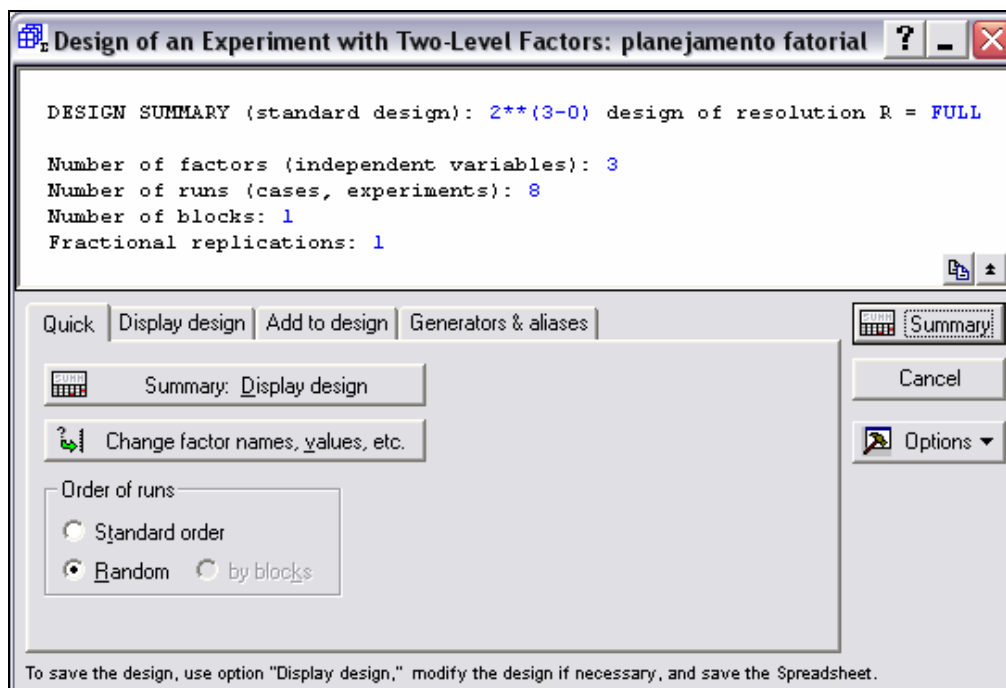 Design of an Experiment with Two-Level Factors: planejamento fatorial
DESIGN SUMMARY (standard design): 2**(3-0) design of resolution R = FULL
Number of factors (independent variables): 3
Number of runs (cases, experiments): 8
Number of blocks: 1
Fractional replications: 1
Quick Display design Add to design Generators & aliases
Summary
Summary: Display design
Cancel
Change factor names, values, etc.
Options
Order of runs
Standard order
Random by blocks
To save the design, use option "Display design," modify the design if necessary, and save the Spreadsheet.